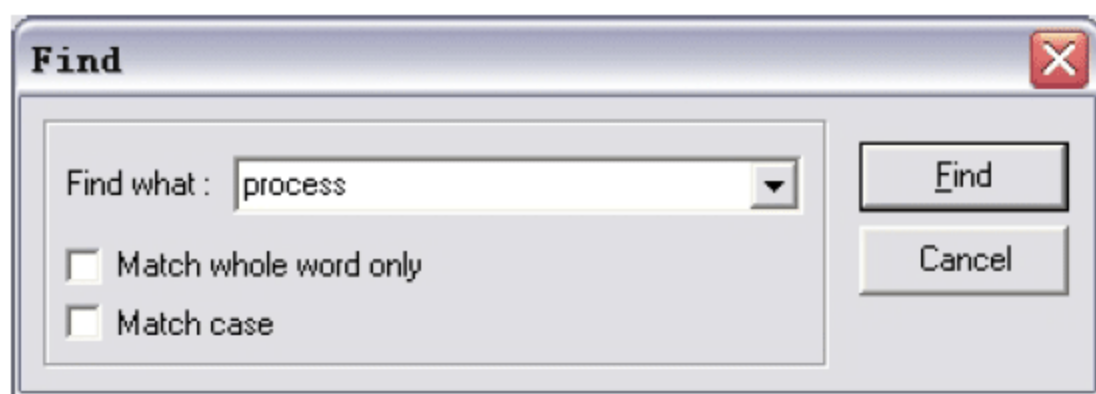 Find
Find what : process
Find
Match whole word only
Cancel
Match case